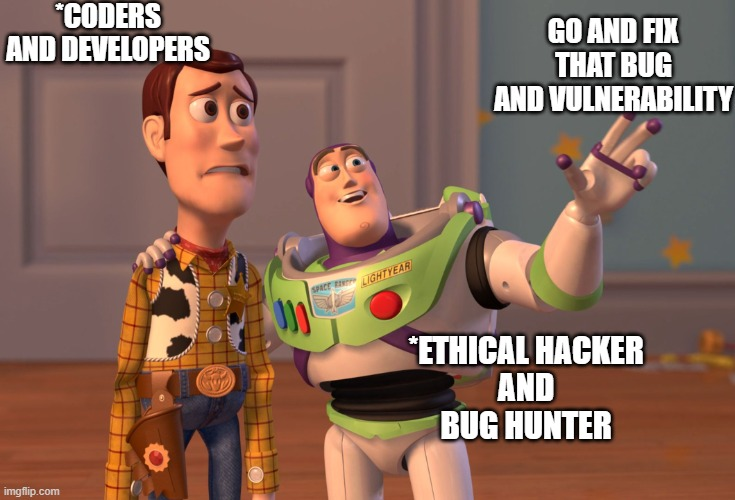 *CODERS
AND DEVELOPERS
GO AND FIX
THAT BUG
AND VULNERABILITY
SPACE RANGER
LIGHTYEAR
*ETHICAL HACKER
AND
BUG HUNTER
imgflip.com